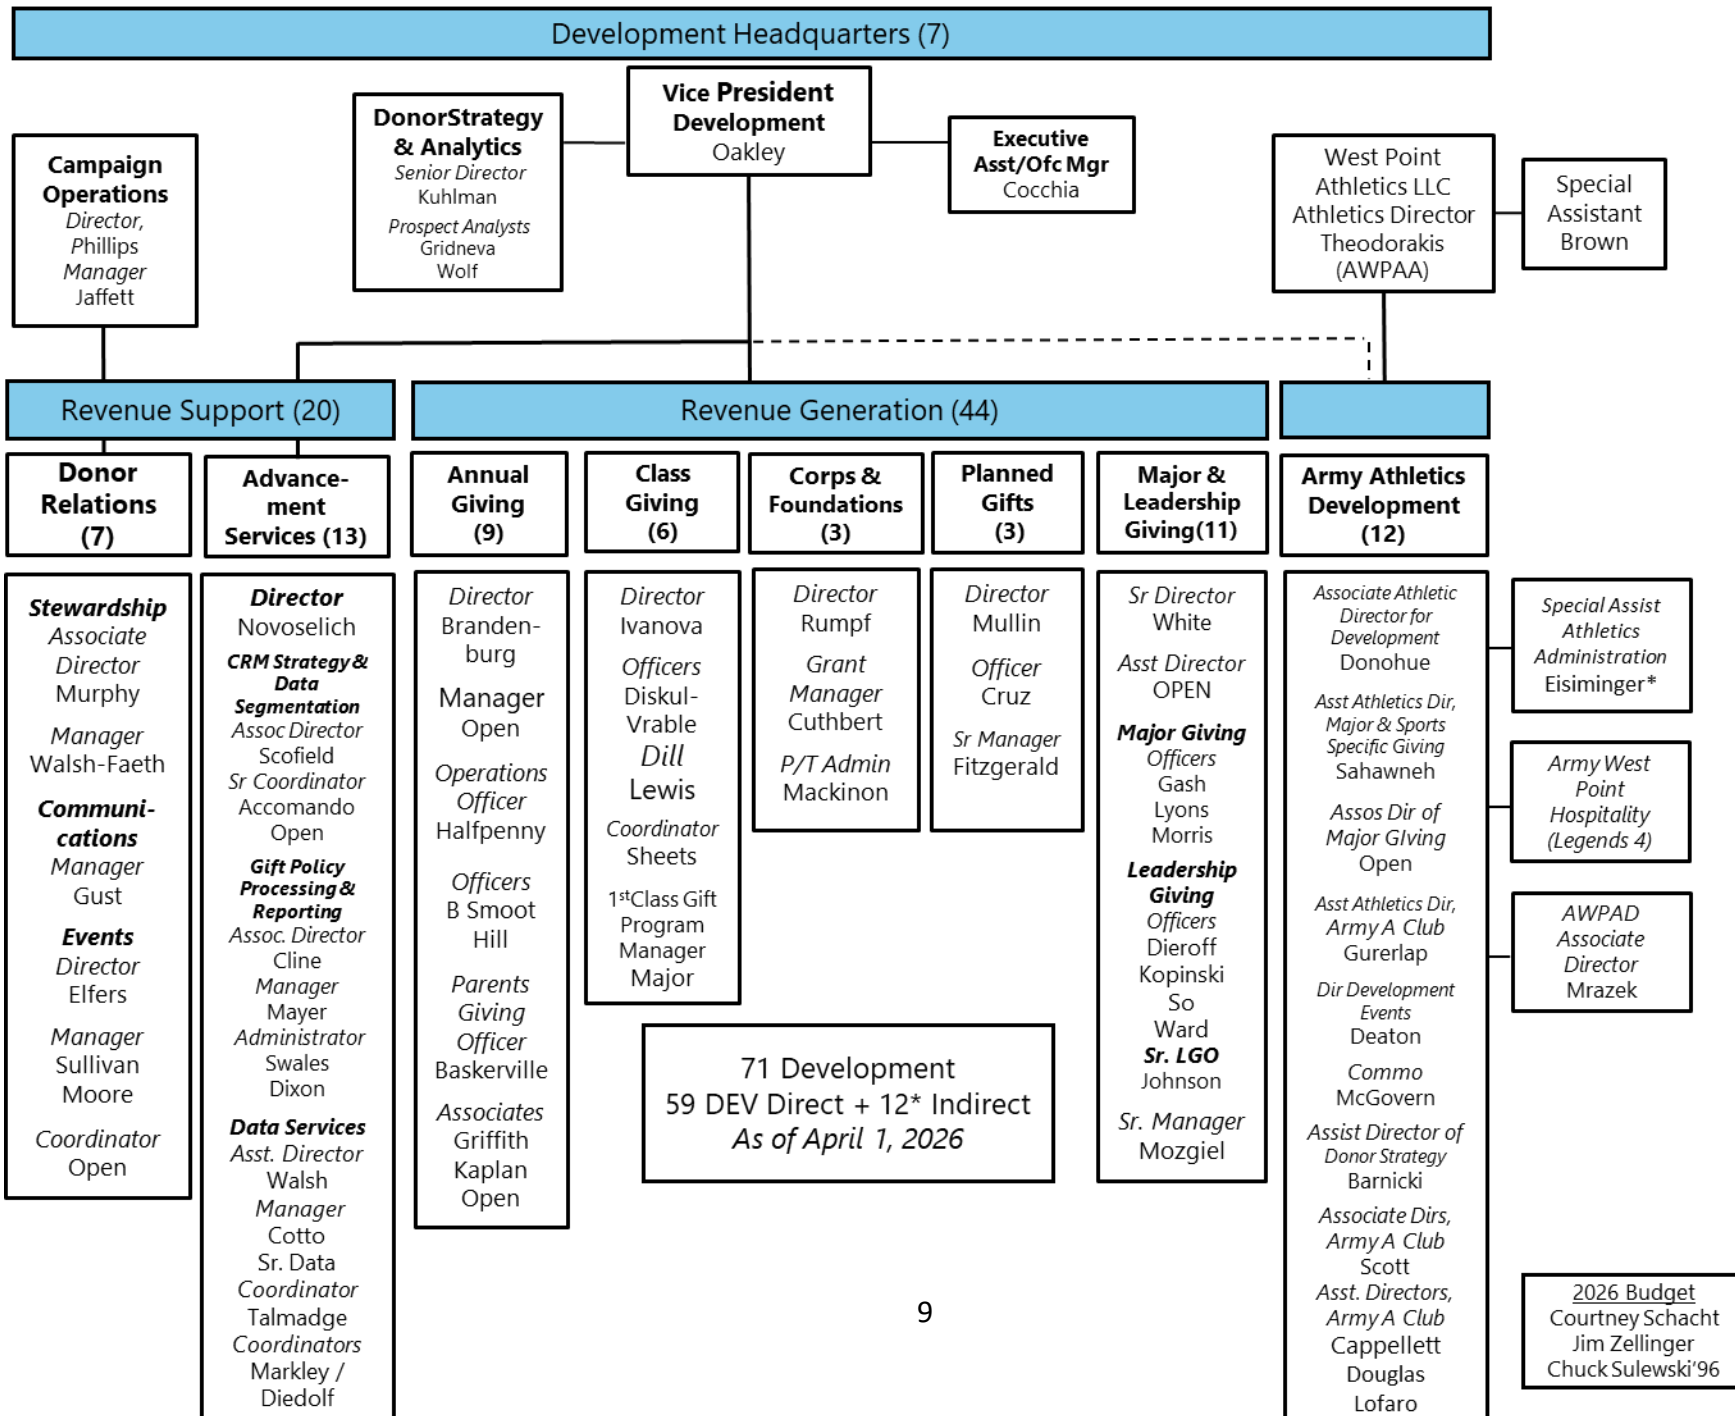 Development Headquarters (7)
Vice President
Development
Oakley
DonorStrategy
& Analytics
Senior Director
Kuhlman
Prospect Analysts
Gridneva
Wolf
Executive
Asst/Ofc Mgr
Cocchia
Campaign
Operations
Director,
Phillips
Manager
Jaffett
West Point
Athletics LLC
Athletics Director
Theodorakis
(AWPAA)
Special
Assistant
Brown
Revenue Support (20)
Revenue Generation (44)
Donor
Relations
(7)
Advance-
ment
Services (13)
Annual
Giving
(9)
Class
Giving
(6)
Corps &
Foundations
(3)
Planned
Gifts
(3)
Major &
Leadership
Giving(11)
Army Athletics
Development
(12)
Stewardship
Associate
Director
Murphy
Manager
Walsh-Faeth
Communi-
cations
Manager
Gust
Events
Director
Elfers
Manager
Sullivan
Moore
Coordinator
Open
Director
Novoselich
CRM Strategy &
Data
Segmentation
Assoc Director
Scofield
Sr Coordinator
Accomando
Open
Gift Policy
Processing &
Reporting
Assoc. Director
Cline
Manager
Mayer
Administrator
Swales
Dixon
Data Services
Asst. Director
Walsh
Manager
Cotto
Sr. Data
Coordinator
Talmadge
Coordinators
Markley /
Diedolf
Director
Branden-
burg
Manager
Open
Operations
Officer
Halfpenny
Officers
B Smoot
Hill
Parents
Giving
Officer
Baskerville
Associates
Griffith
Kaplan
Open
Director
Ivanova
Officers
Diskul-
Vrable
Dill
Lewis
Coordinator
Sheets
1stClass Gift
Program
Manager
Major
Director
Rumpf
Grant
Manager
Cuthbert
P/T Admin
Mackinon
Director
Mullin
Officer
Cruz
Sr Manager
Fitzgerald
Sr Director
White
Asst Director
OPEN
Major Giving
Officers
Gash
Lyons
Morris
Leadership
Giving
Officers
Dieroff
Kopinski
So
Ward
Sr. LGO
Johnson
Sr. Manager
Mozgiel
Associate Athletic
Director for
Development
Donohue
Asst Athletics Dir,
Major & Sports
Specific Giving
Sahawneh
Assos Dir of
Major GIving
Open
Asst Athletics Dir,
Army A Club
Gurerlap
Dir Development
Events
Deaton
Commo
McGovern
Assist Director of
Donor Strategy
Barnicki
Associate Dirs,
Army A Club
Scott
Asst. Directors,
Army A Club
Cappellett
Douglas
Lofaro
Special Assist
Athletics
Administration
Eisiminger*
Army West
Point
Hospitality
(Legends 4)
AWPAD
Associate
Director
Mrazek
71 Development
59 DEV Direct + 12* Indirect
As of April 1, 2026
9
2026 Budget
Courtney Schacht
Jim Zellinger
Chuck Sulewski'96